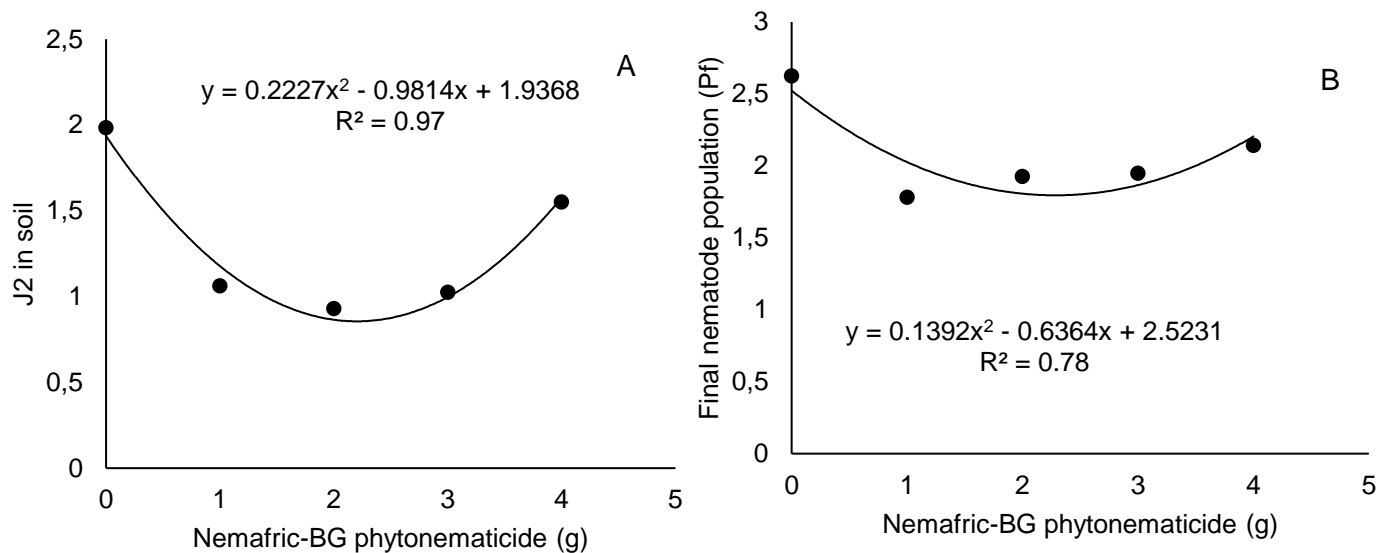 2,5
2
1,5
1
0,5
0
0
1
2
3
4
5
J2 in soil
Nemafric-BG phytonematicide (g)
A
y = 0.2227x² - 0.9814x + 1.9368
R² = 0.97
3
2,5
2
1,5
1
0,5
0
0
1
2
3
4
5
Final nematode population (Pf)
Nemafric-BG phytonematicide (g)
B
y = 0.1392x² - 0.6364x + 2.5231
R² = 0.78